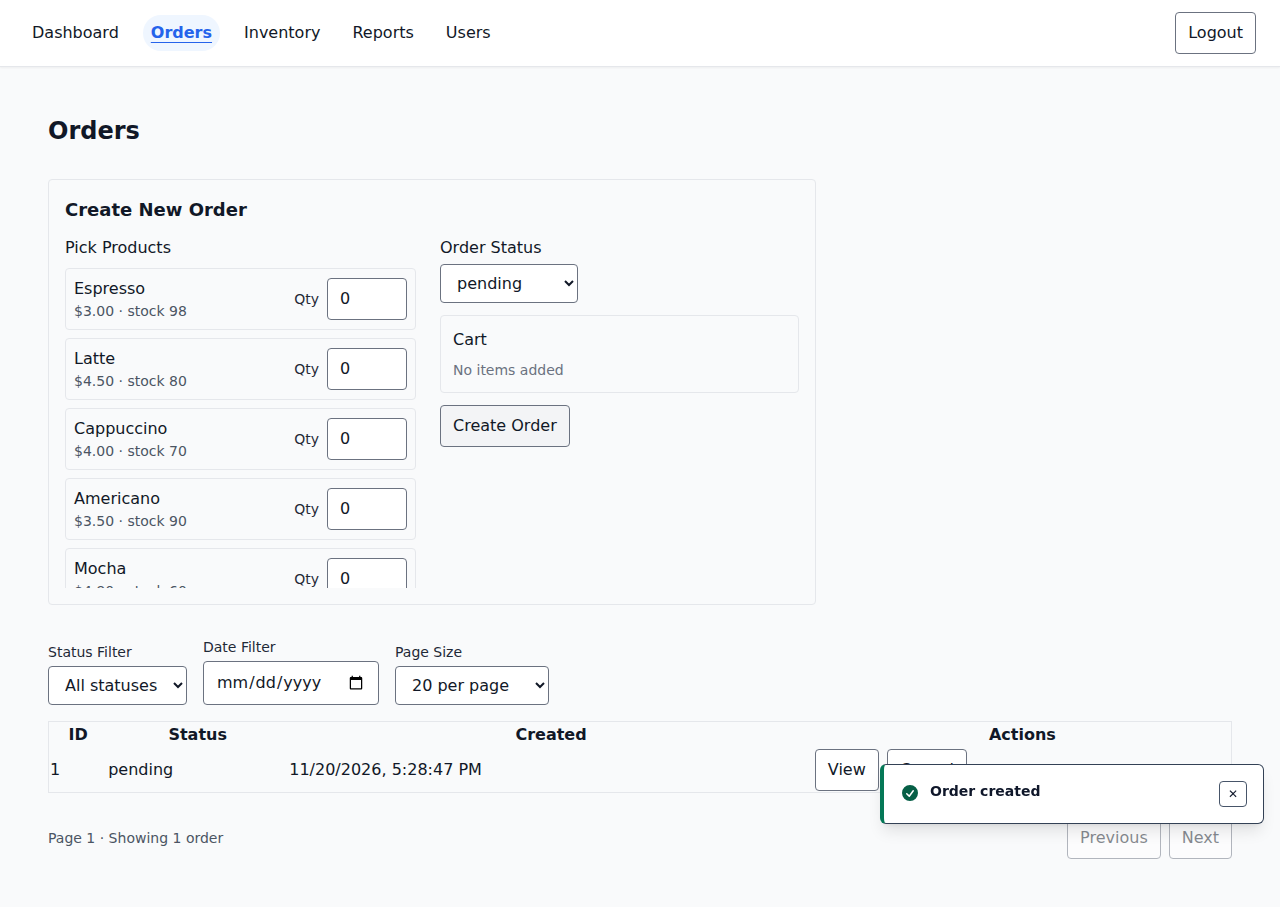 Dashboard Orders Inventory Reports Users Logout
Orders
Create New Order
Pick Products
Espresso
$3.00 · stock 98
Qty 0
Latte
$4.50 · stock 80
Qty 0
Cappuccino
$4.00 · stock 70
Qty 0
Americano
$3.50 · stock 90
Qty 0
Mocha
Qty 0
Order Status
pending
Cart
No items added
Create Order
Status Filter
All statuses
Date Filter
mm/dd/yyyy
Page Size
20 per page
ID Status Created Actions
1 pending 11/20/2026, 5:28:47 PM View
Order created ×
Page 1 · Showing 1 order
Previous Next